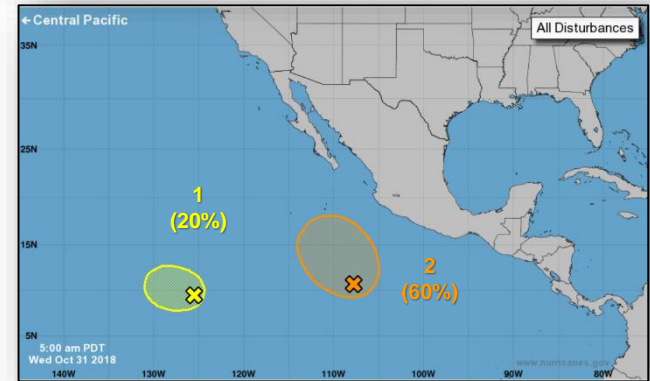 ← Central Pacific
All Disturbances
35N
25N
1
(20%)
15N
2
(60%)
5N
5:00 am PDT
Wed Oct 31 2018
www.hurricanes.gov
140W 130W 120W 110W 100W 90W 80W